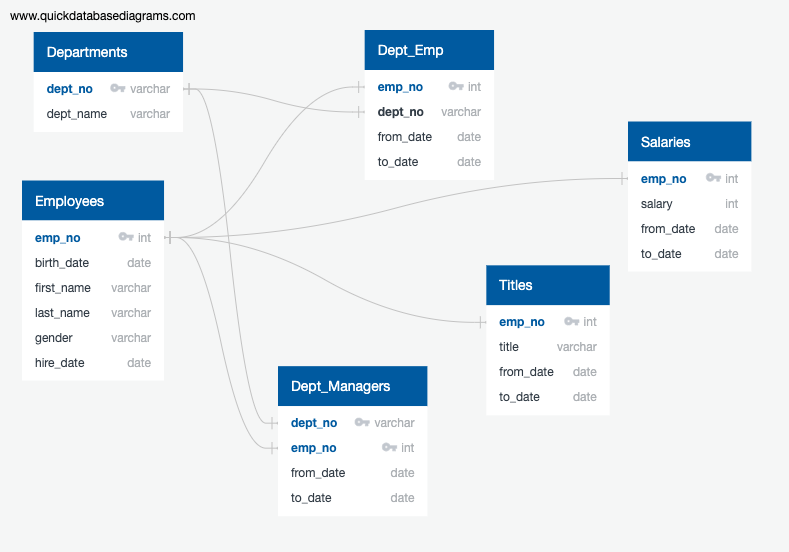 www.quickdatabasediagrams.com
Departments
dept_no varchar
dept_name varchar
Dept_Emp
emp_no int
dept_no varchar
from_date date
to_date date
Salaries
emp_no int
salary int
from_date date
to_date date
Employees
emp_no int
birth_date date
first_name varchar
last_name varchar
gender varchar
hire_date date
Titles
emp_no int
title varchar
from_date date
to_date date
Dept_Managers
dept_no varchar
emp_no int
from_date date
to_date date